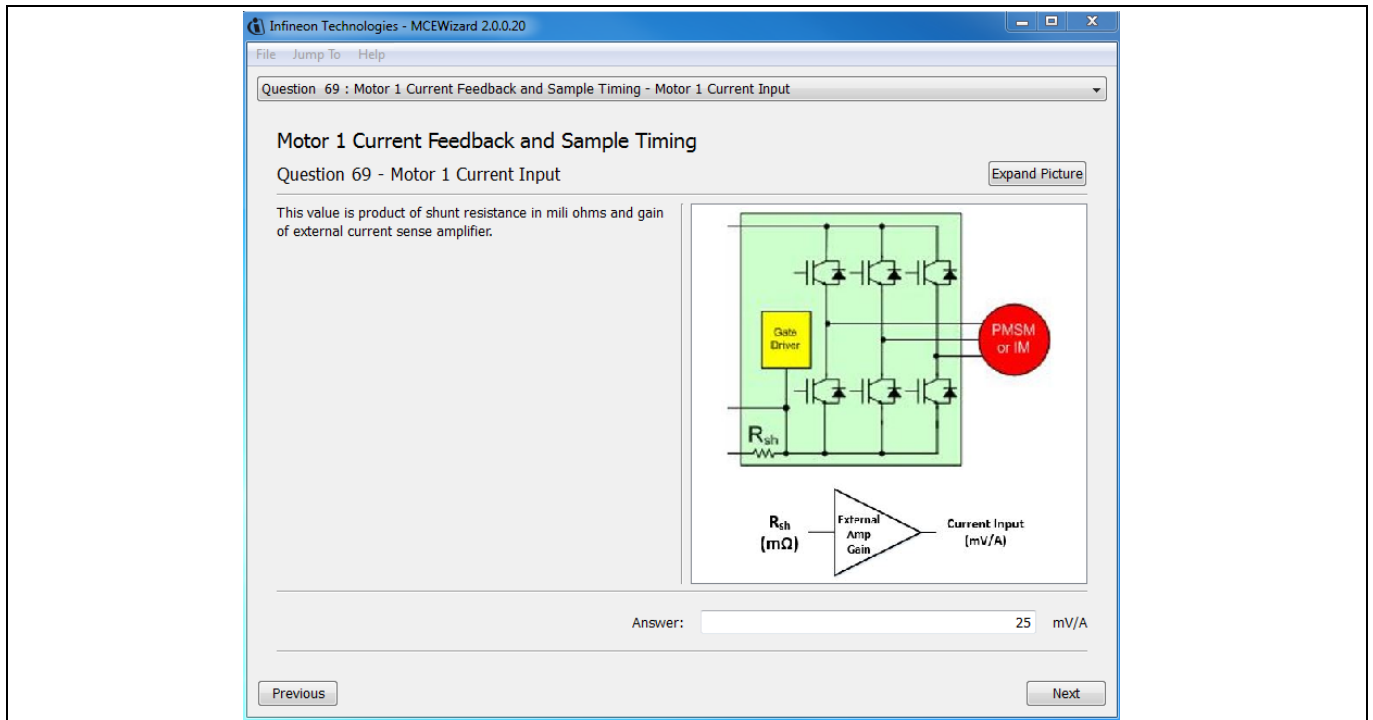 Infineon Technologies - MCEWizard 2.0.0.20
File Jump To Help
Question 69 : Motor 1 Current Feedback and Sample Timing - Motor 1 Current Input
Motor 1 Current Feedback and Sample Timing
Question 69 - Motor 1 Current Input
Expand Picture
This value is product of shunt resistance in mili ohms and gain
of external current sense amplifier.
Gate
Driver
PMSM
or IM
Rsh
Rsh
(mΩ)
External
Amp
Gain
Current Input
(mV/A)
Answer: 25 mV/A
Previous Next